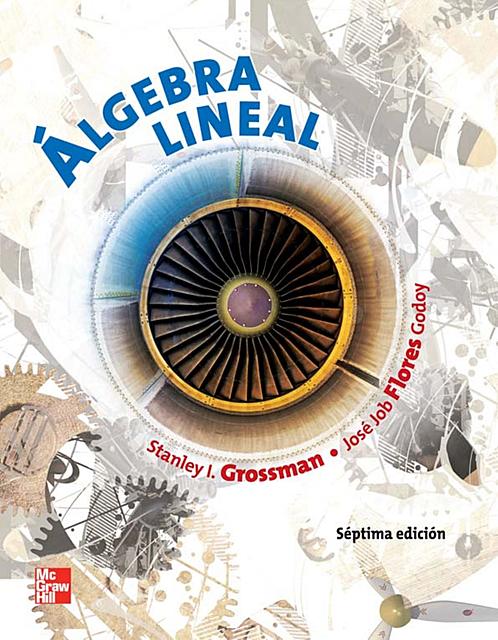 ÁLGEBRA
LINEAL
Stanley I. Grossman • José Job Flores Godoy
Séptima edición
Mc
Graw
Hill